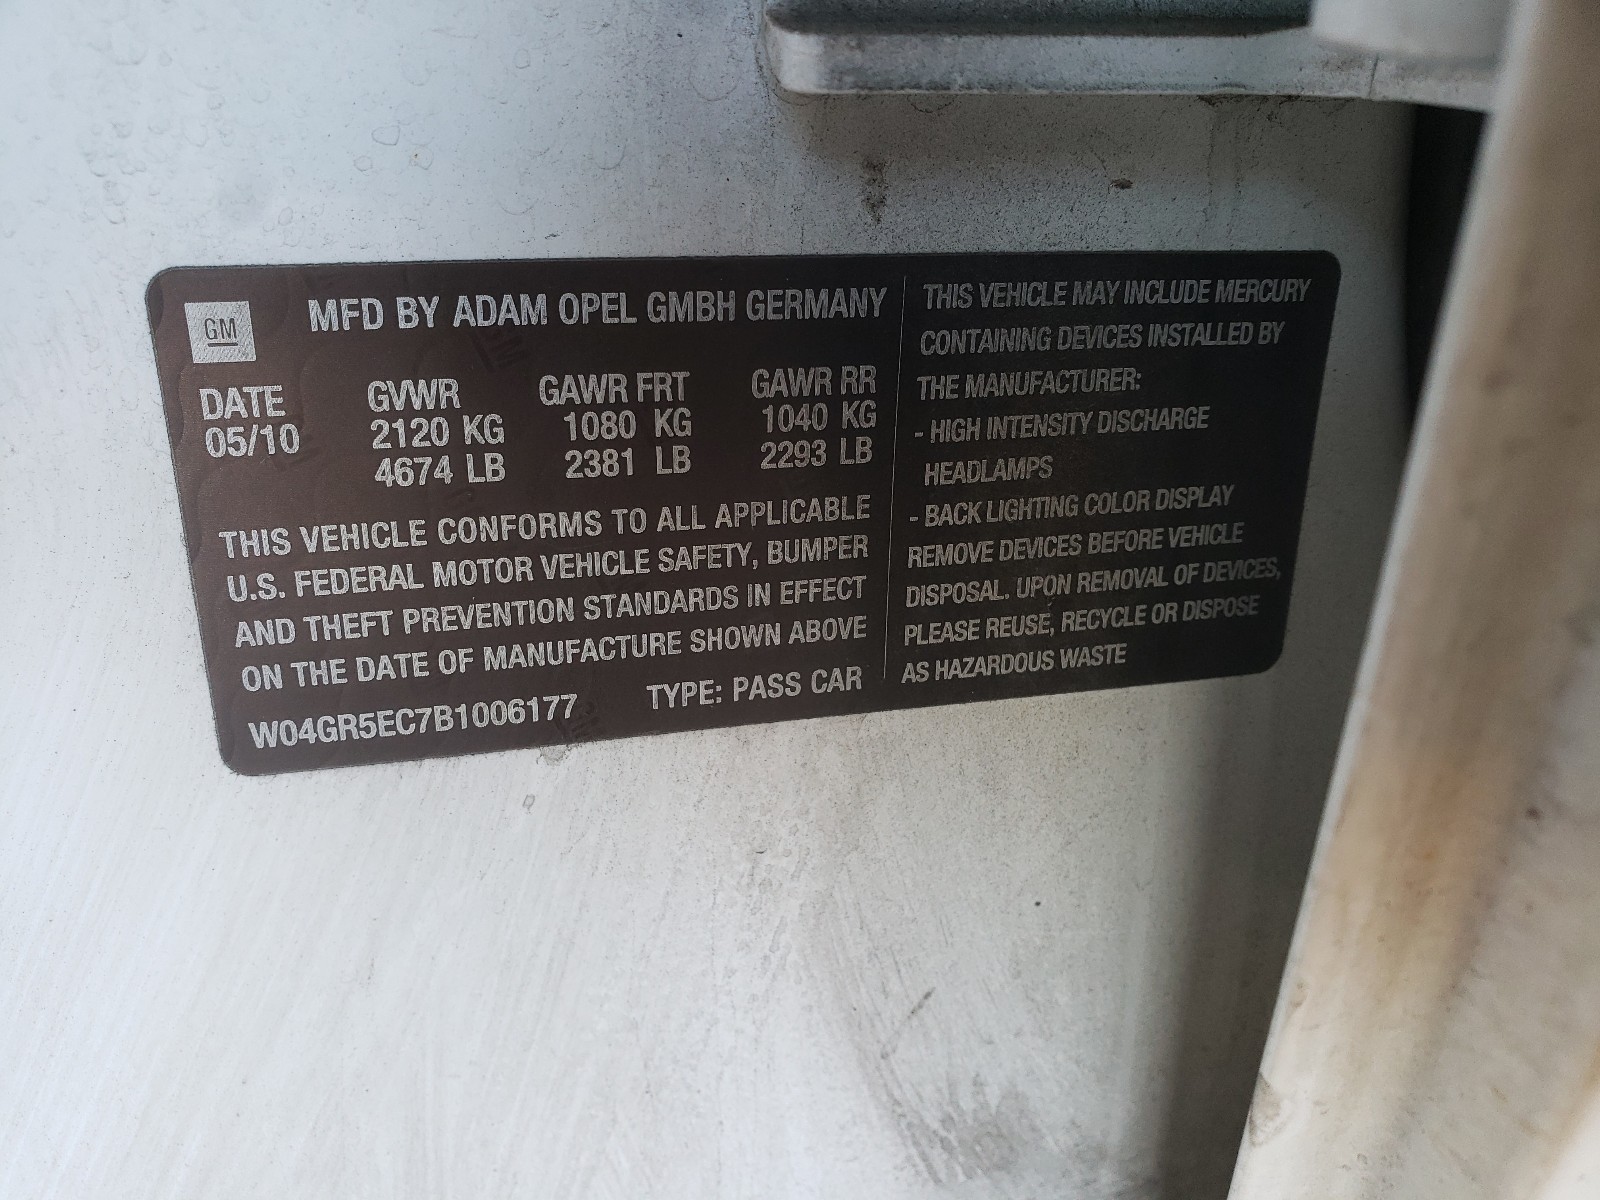 GM
MFD BY ADAM OPEL GMBH GERMANY
DATE GVWR GAWR FRT GAWR RR
05/10 2120 KG 1080 KG 1040 KG
4674 LB 2381 LB 2293 LB
THIS VEHICLE CONFORMS TO ALL APPLICABLE
U.S. FEDERAL MOTOR VEHICLE SAFETY, BUMPER
AND THEFT PREVENTION STANDARDS IN EFFECT
ON THE DATE OF MANUFACTURE SHOWN ABOVE
W04GR5EC7B1006177 TYPE: PASS CAR
THIS VEHICLE MAY INCLUDE MERCURY
CONTAINING DEVICES INSTALLED BY
THE MANUFACTURER:
- HIGH INTENSITY DISCHARGE
HEADLAMPS
- BACK LIGHTING COLOR DISPLAY
REMOVE DEVICES BEFORE VEHICLE
DISPOSAL. UPON REMOVAL OF DEVICES,
PLEASE REUSE, RECYCLE OR DISPOSE
AS HAZARDOUS WASTE